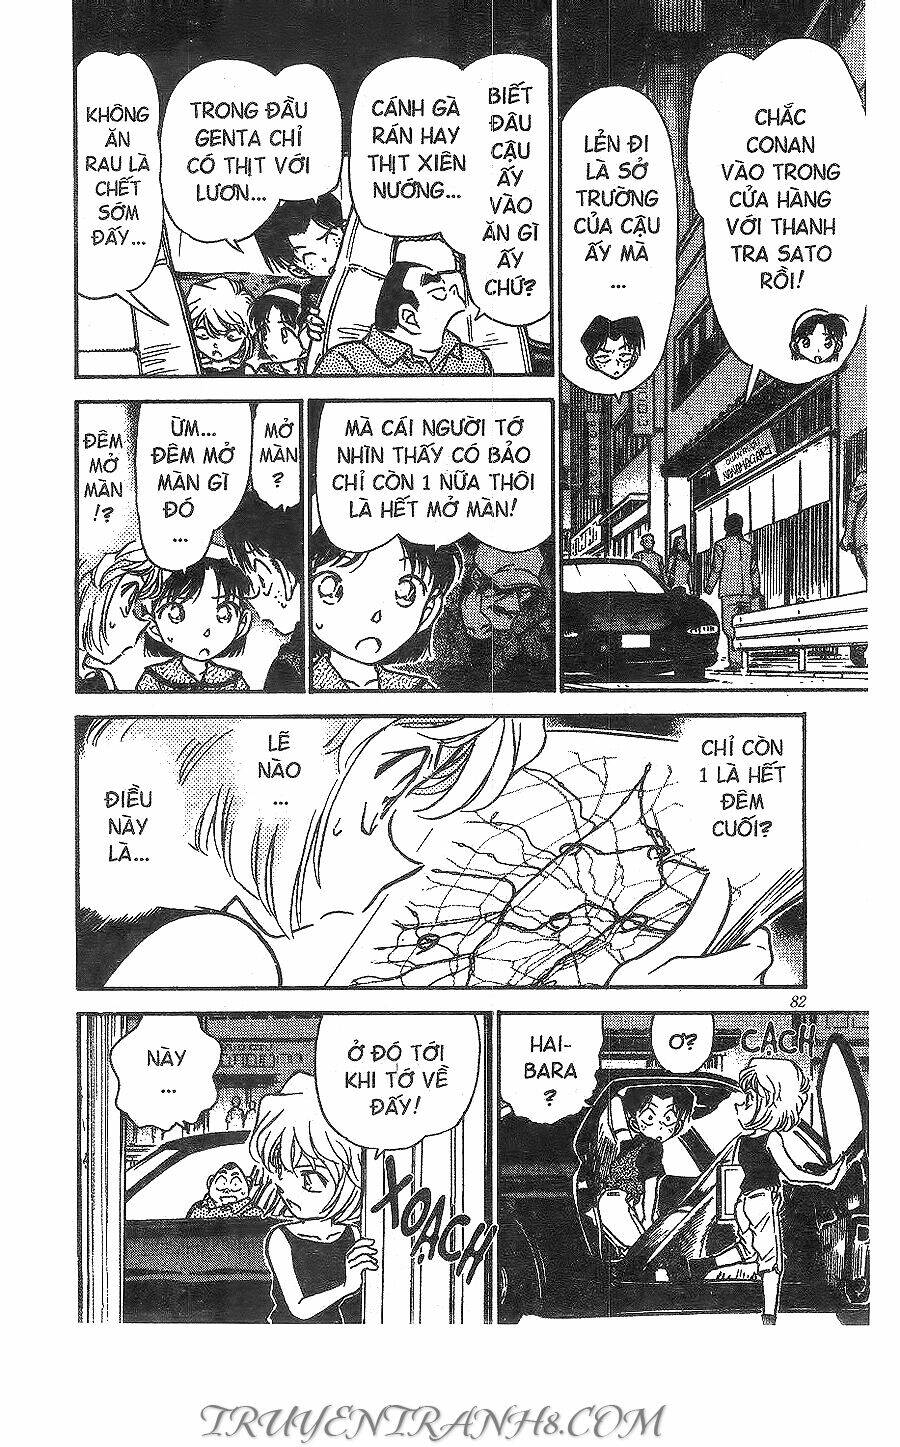 CHẮC
CONAN
VÀO TRONG
CỬA HÀNG
VỚI THANH
TRA SATO
RỒI!
LẺN ĐI
LÀ SỞ
TRƯỜNG
CỦA CẬU
ẤY MÀ
...
BIẾT
ĐÂU
CẬU
ẤY
VÀO
ĂN GÌ
ẤY
CHỨ?
CÁNH GÀ
RÁN HAY
THỊT XIÊN
NƯỚNG...
TRONG ĐẦU
GENTA CHỈ
CÓ THỊT VỚI
LƯƠN...
KHÔNG
ĂN
RAU LÀ
CHẾT
SỚM
ĐẤY...
MÀ CÁI NGƯỜI TỚ
NHÌN THẤY CÓ BẢO
CHỈ CÒN 1 NỮA THÔI
LÀ HẾT MỞ MÀN!
MỞ
MÀN
?
ỪM...
ĐÊM MỞ
MÀN GÌ
ĐÓ
...
ĐÊM
MỞ
MÀN
!?
CHỈ CÒN
1 LÀ HẾT
ĐÊM
CUỐI?
LẼ
NÀO
...
ĐIỀU
NÀY
LÀ...
82
CẠCH
Ơ?
HAI-
BARA
?
Ở ĐÓ TỚI
KHI TỚ VỀ
ĐẤY!
XOẠCH
NÀY
...
TRUYENTRANH8.COM